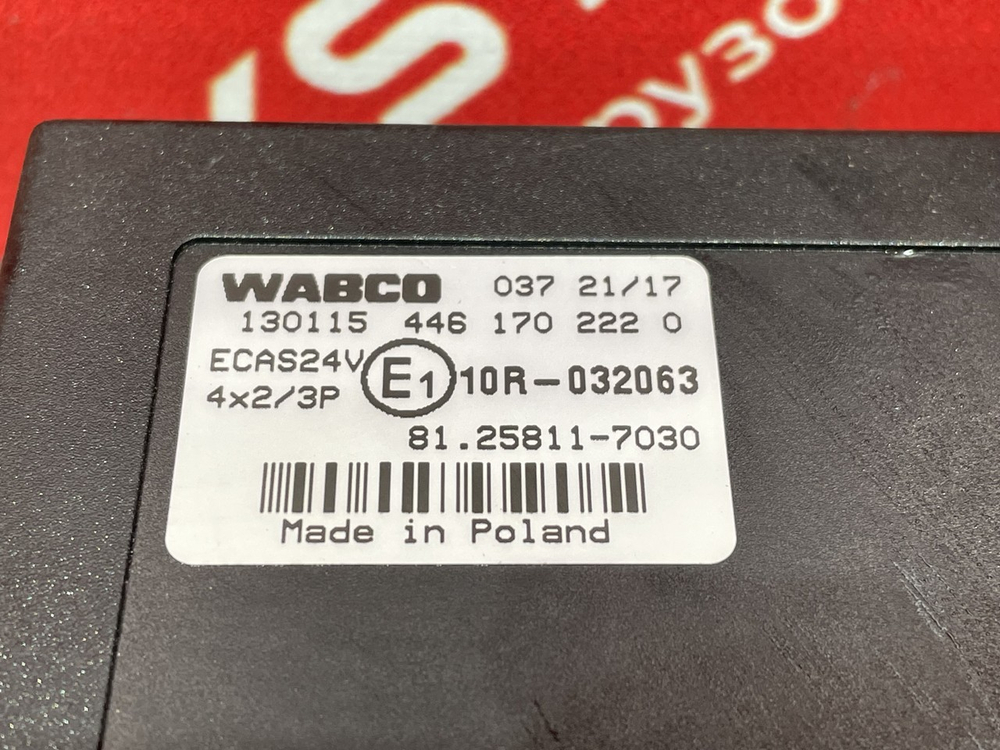 WABCO 037 21/17
130115 446 170 222 0
ECAS24V
4x2/3P
E1 10R-032063
81.25811-7030
Made in Poland